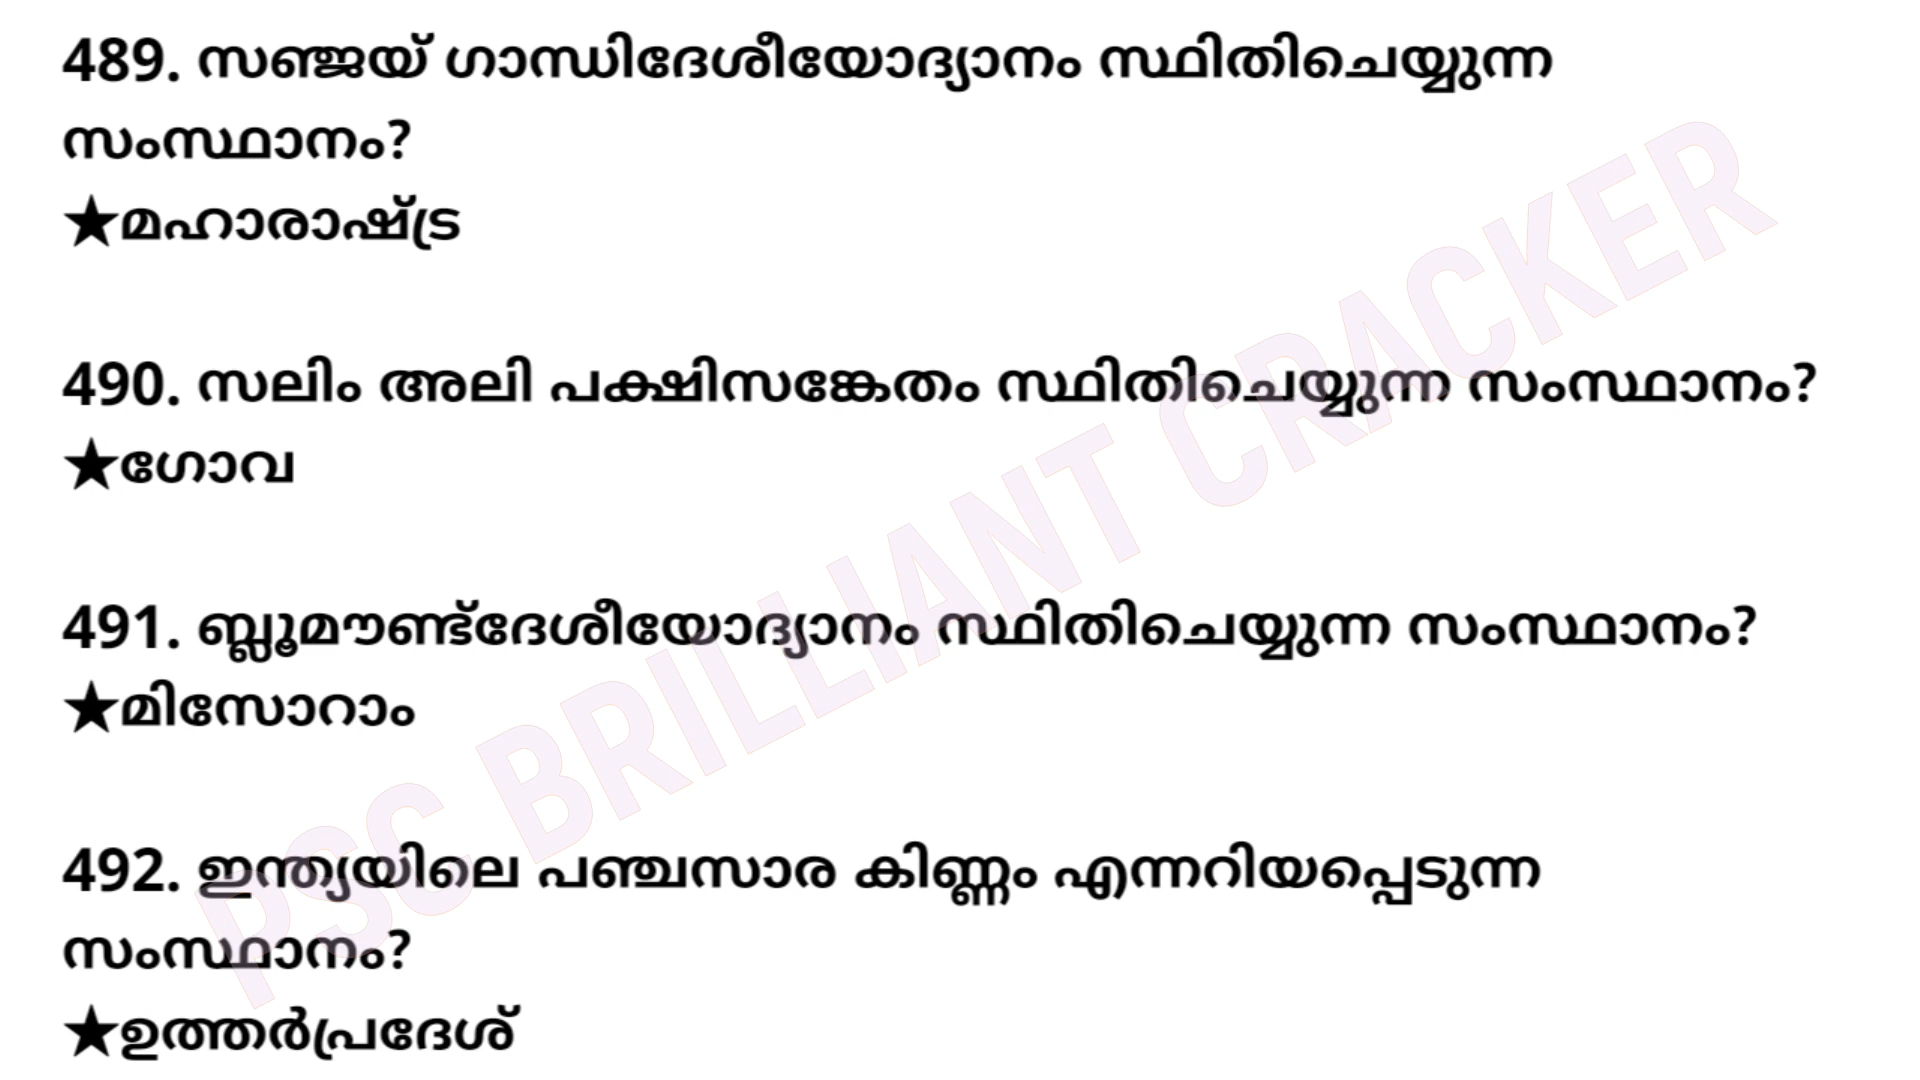 489. സഞ്ജയ് ഗാന്ധിദേശീയോദ്യാനം സ്ഥിതിചെയ്യുന്ന
സംസ്ഥാനം?
★മഹാരാഷ്ട്ര
490. സലിം അലി പക്ഷിസങ്കേതം സ്ഥിതിചെയ്യുന്ന സംസ്ഥാനം?
★ഗോവ
491. ബ്ലൂമൗണ്ട്ദേശീയോദ്യാനം സ്ഥിതിചെയ്യുന്ന സംസ്ഥാനം?
★മിസോറാം
492. ഇന്ത്യയിലെ പഞ്ചസാര കിണ്ണം എന്നറിയപ്പെടുന്ന
സംസ്ഥാനം?
★ഉത്തർപ്രദേശ്
PSC BRILLIANT CRACKER